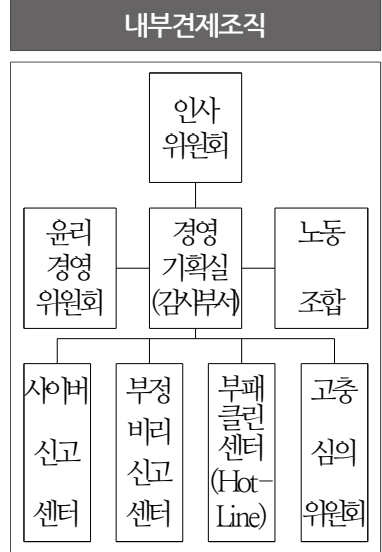 내부견제조직
인사
위원회
윤리
경영
위원회
경영
기획실
(감사부서)
노동
조합
사이버
신고
센터
부정
비리
신고
센터
부패
클린
센터
(Hot-
Line)
고충
심의
위원회